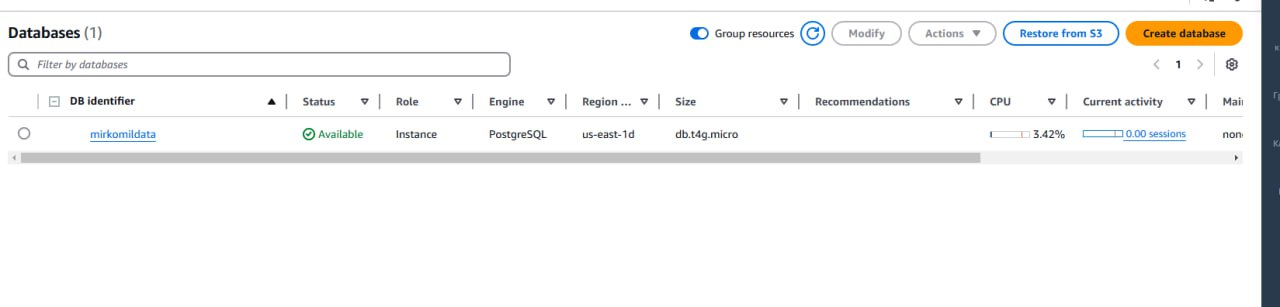 Databases (1)
Group resources
Modify
Actions
Restore from S3
Create database
Filter by databases
1
DB identifier Status Role Engine Region ... Size Recommendations CPU Current activity Mai
mirkomildata Available Instance PostgreSQL us-east-1d db.t4g.micro 3.42% 0.00 sessions non